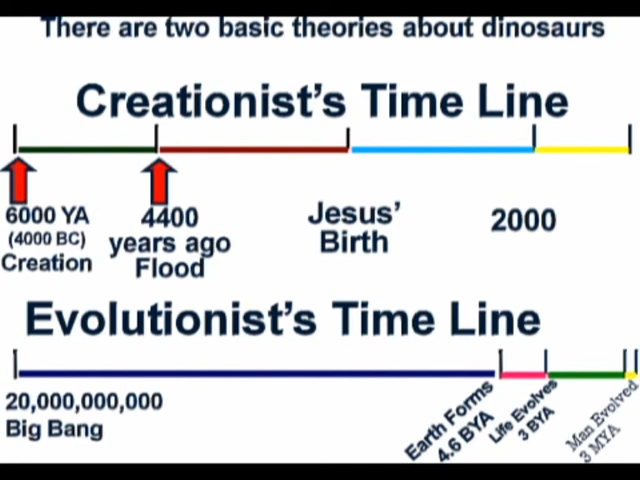 There are two basic theories about dinosaurs
Creationist's Time Line
6000 YA
(4000 BC)
Creation
4400
years ago
Flood
Jesus'
Birth
2000
Evolutionist's Time Line
20,000,000,000
Big Bang
Earth Forms
4.6 BYA
Life Evolves
3 BYA
Man Evolved
3 MYA